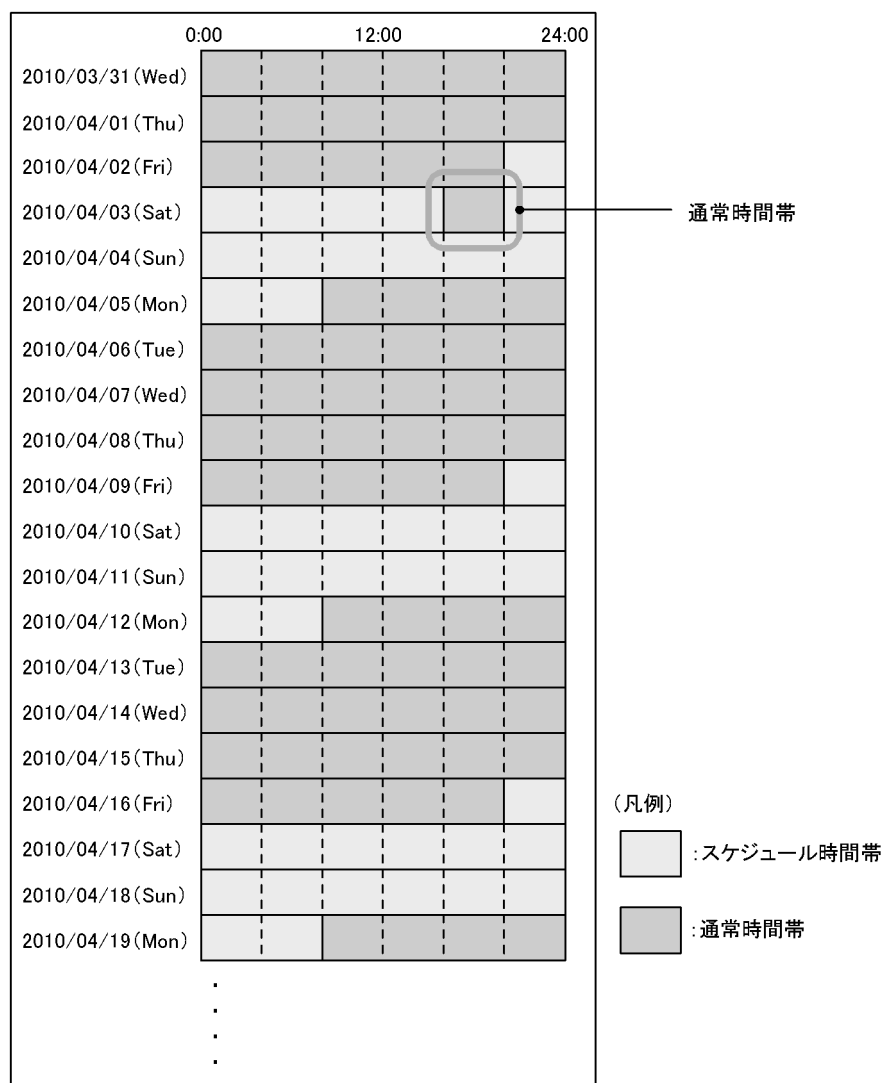 0:00 12:00 24:00
2010/03/31(Wed)
2010/04/01(Thu)
2010/04/02(Fri)
2010/04/03(Sat)
通常時間帯
2010/04/04(Sun)
2010/04/05(Mon)
2010/04/06(Tue)
2010/04/07(Wed)
2010/04/08(Thu)
2010/04/09(Fri)
2010/04/10(Sat)
2010/04/11(Sun)
2010/04/12(Mon)
2010/04/13(Tue)
2010/04/14(Wed)
2010/04/15(Thu)
2010/04/16(Fri)
2010/04/17(Sat)
2010/04/18(Sun)
2010/04/19(Mon)
(凡例)
:スケジュール時間帯
:通常時間帯